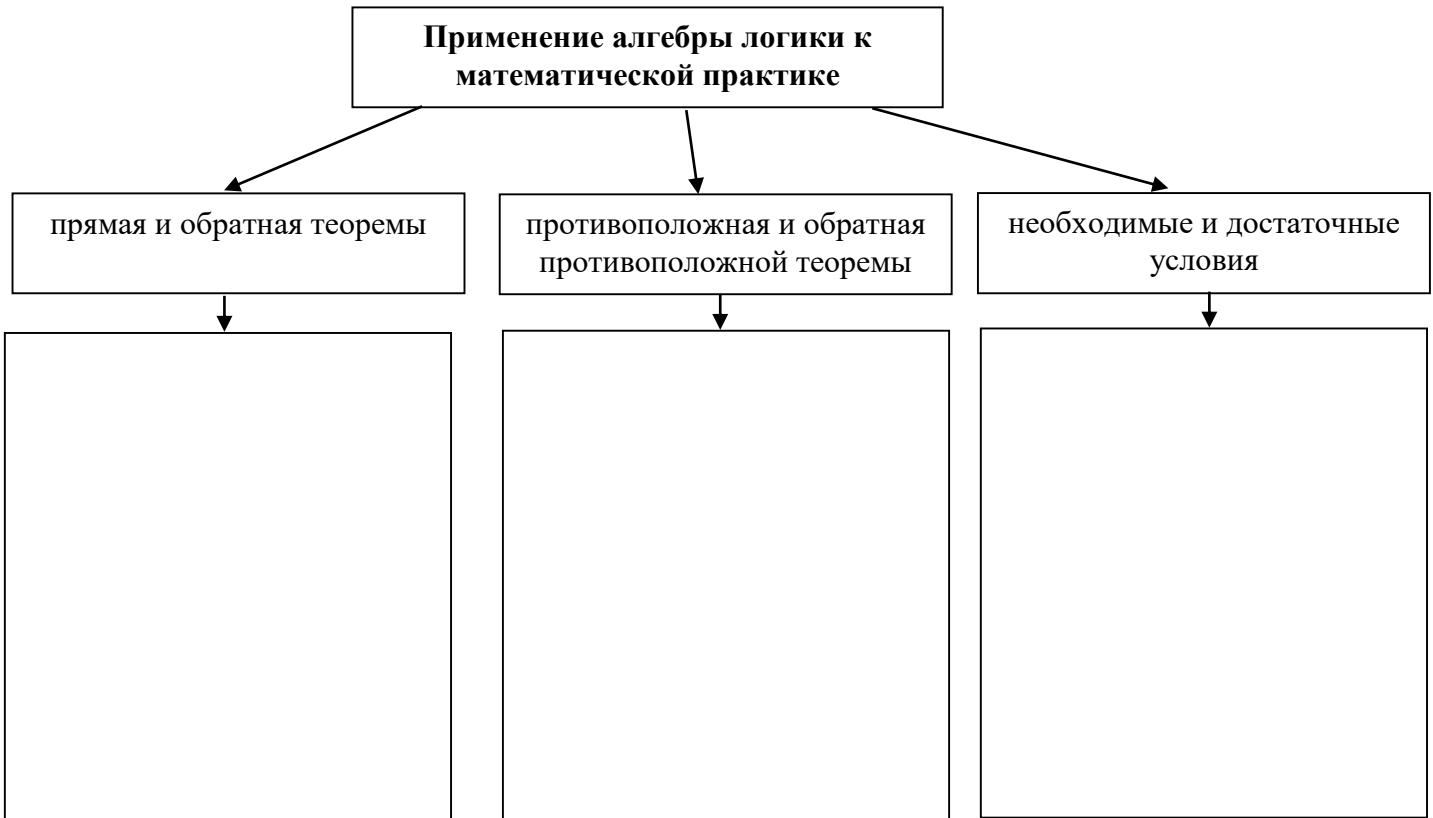 Применение алгебры логики к
математической практике
прямая и обратная теоремы
противоположная и обратная
противоположной теоремы
необходимые и достаточные
условия